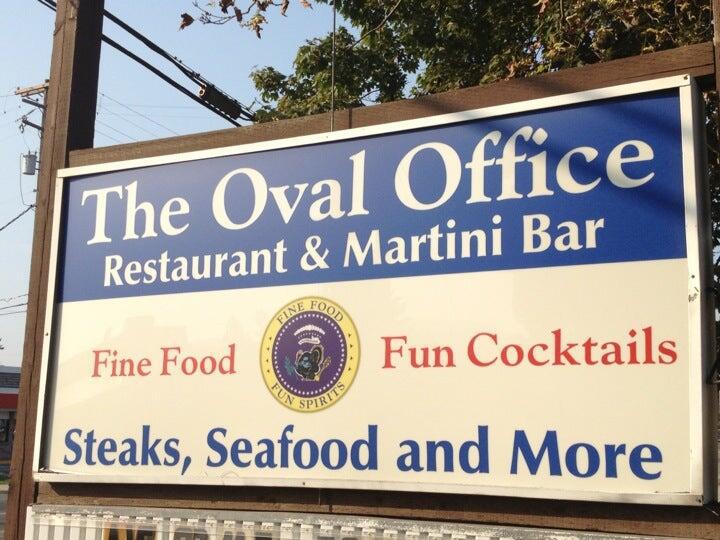 The Oval Office
Restaurant & Martini Bar
Fine Food
FINE FOOD
FUN SPIRITS
Fun Cocktails
Steaks, Seafood and More